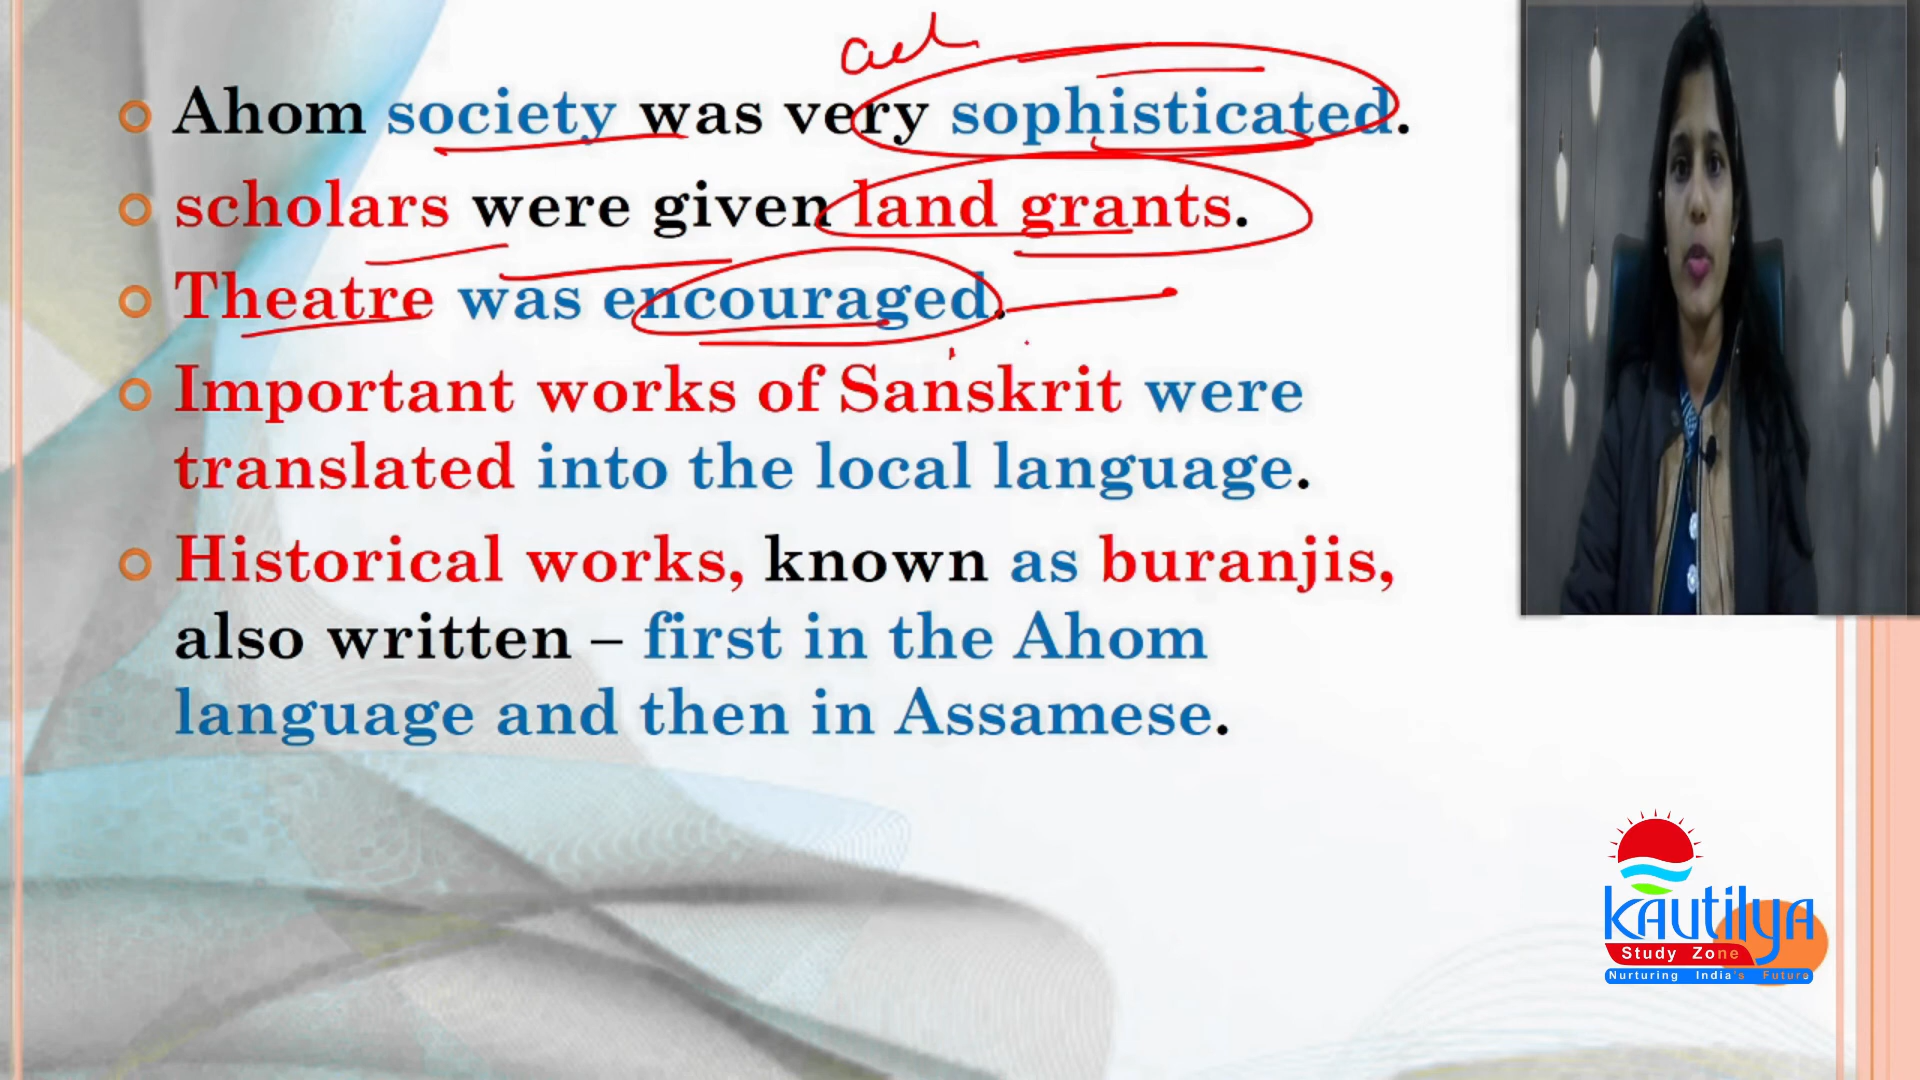 Ahom society was very sophisticated.
scholars were given land grants.
Theatre was encouraged.
Important works of Sanskrit were
translated into the local language.
Historical works, known as buranjis,
also written – first in the Ahom
language and then in Assamese.
Kautilya
Study Zone
Nurturing India's Future